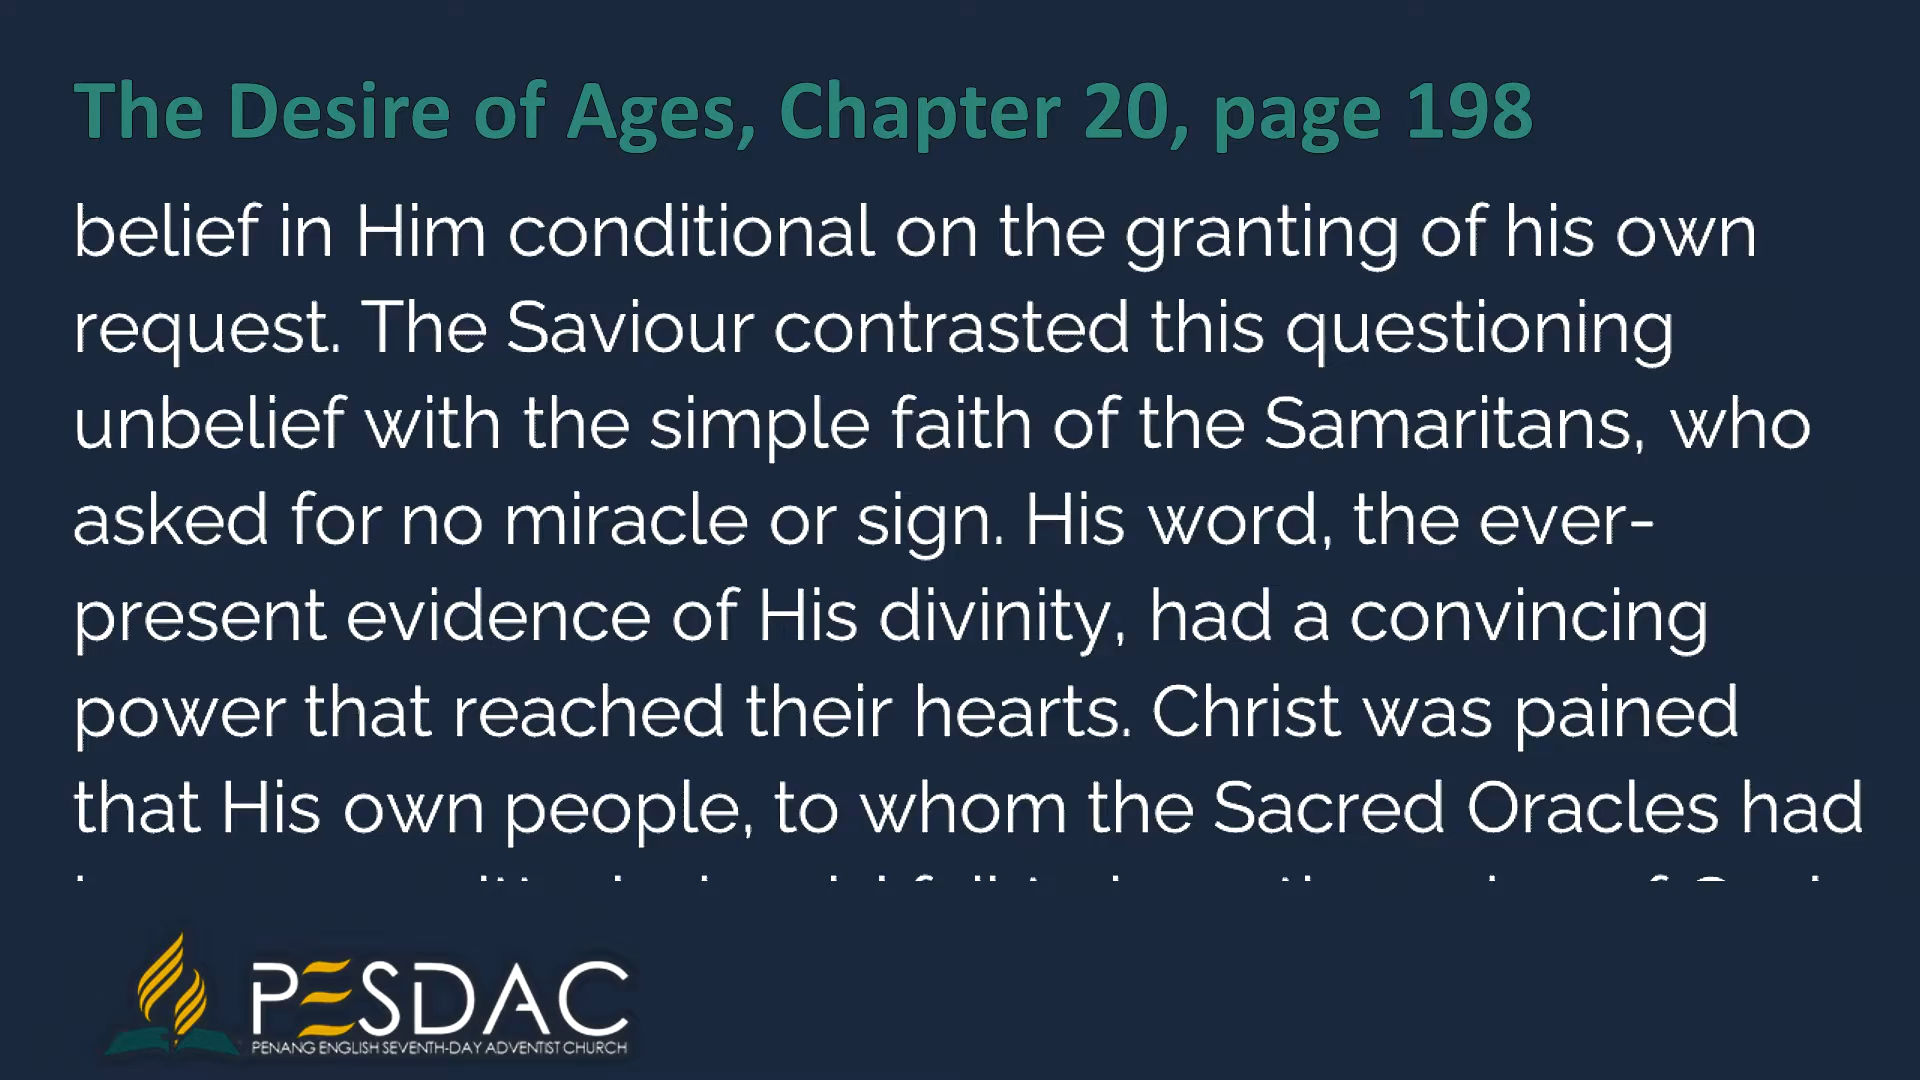 The Desire of Ages, Chapter 20, page 198
belief in Him conditional on the granting of his own
request. The Saviour contrasted this questioning
unbelief with the simple faith of the Samaritans, who
asked for no miracle or sign. His word, the ever-
present evidence of His divinity, had a convincing
power that reached their hearts. Christ was pained
that His own people, to whom the Sacred Oracles had
PESDAC
PENANG ENGLISH SEVENTH-DAY ADVENTIST CHURCH